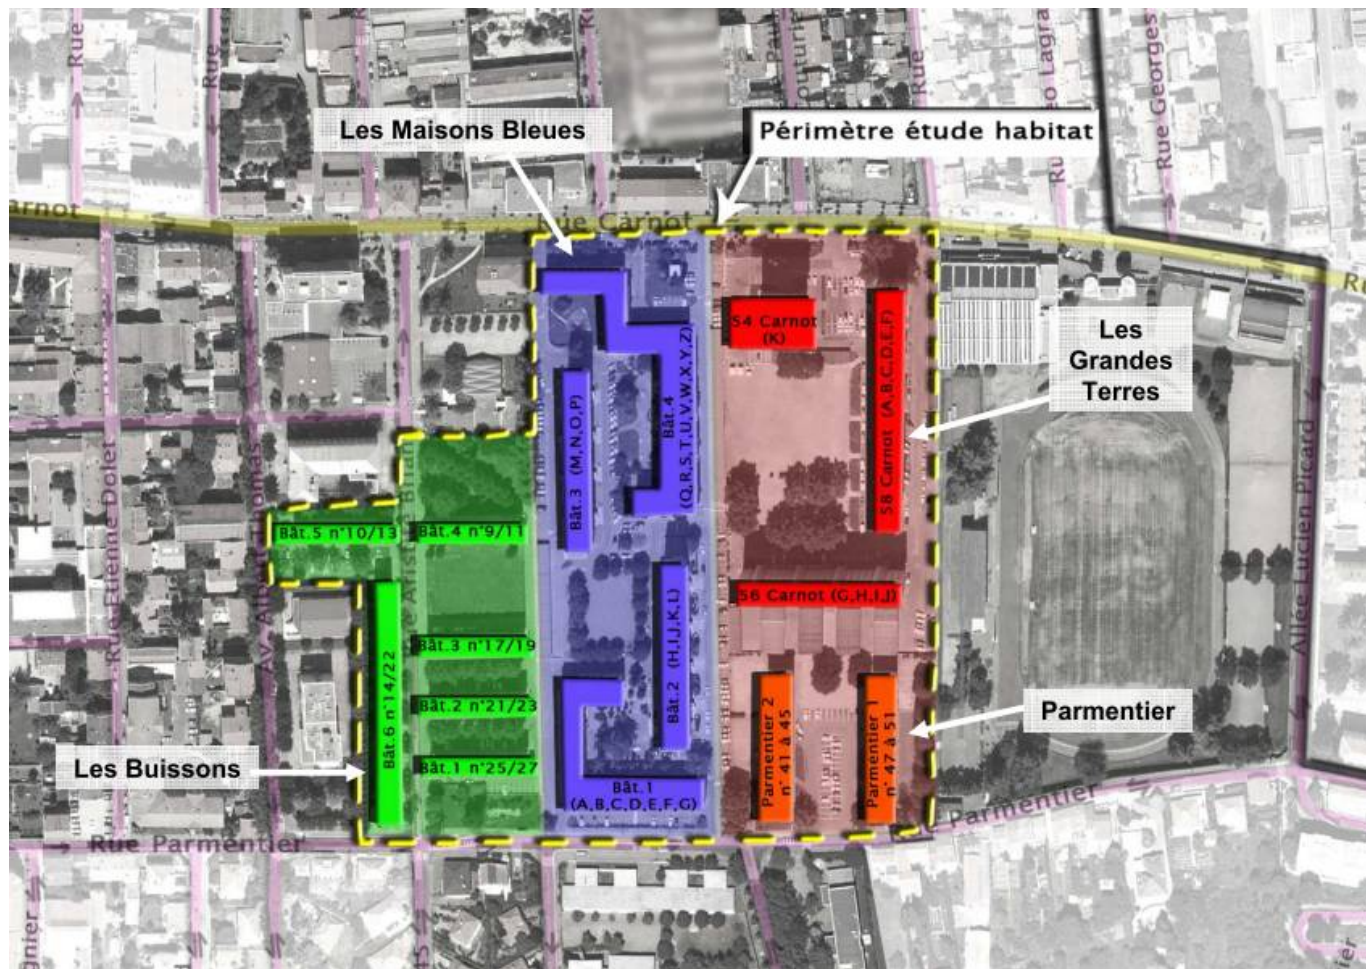 Rue
Rue
Rue
Rue
Rue Georges
Les Maisons Bleues
Périmètre étude habitat
Carnot
Rue Carnot
54 Carnot
(K)
58 Carnot (A,B,C,D,E,F)
Les
Grandes
Terres
Bât.3 (M,N,O,P)
Bât.4
(Q,R,S,T,U,V,W,X,Y,Z)
Bât.5 n°10/13
Bât.4 n°9/11
56 Carnot (G,H,I,J)
Rue Etienne Dolet
Allée Lucien Picard
Bât.6 n°14/22
Bât.3 n°17/19
Bât.2 n°21/23
Bât.1 n°25/27
Bât.2 (H,I,J,K,L)
Bât.1
(A,B,C,D,E,F,G)
Parmentier 2
n° 41 à 45
Parmentier 1
n° 47 à 51
Parmentier
Les Buissons
Rue Parmentier
Parmentier